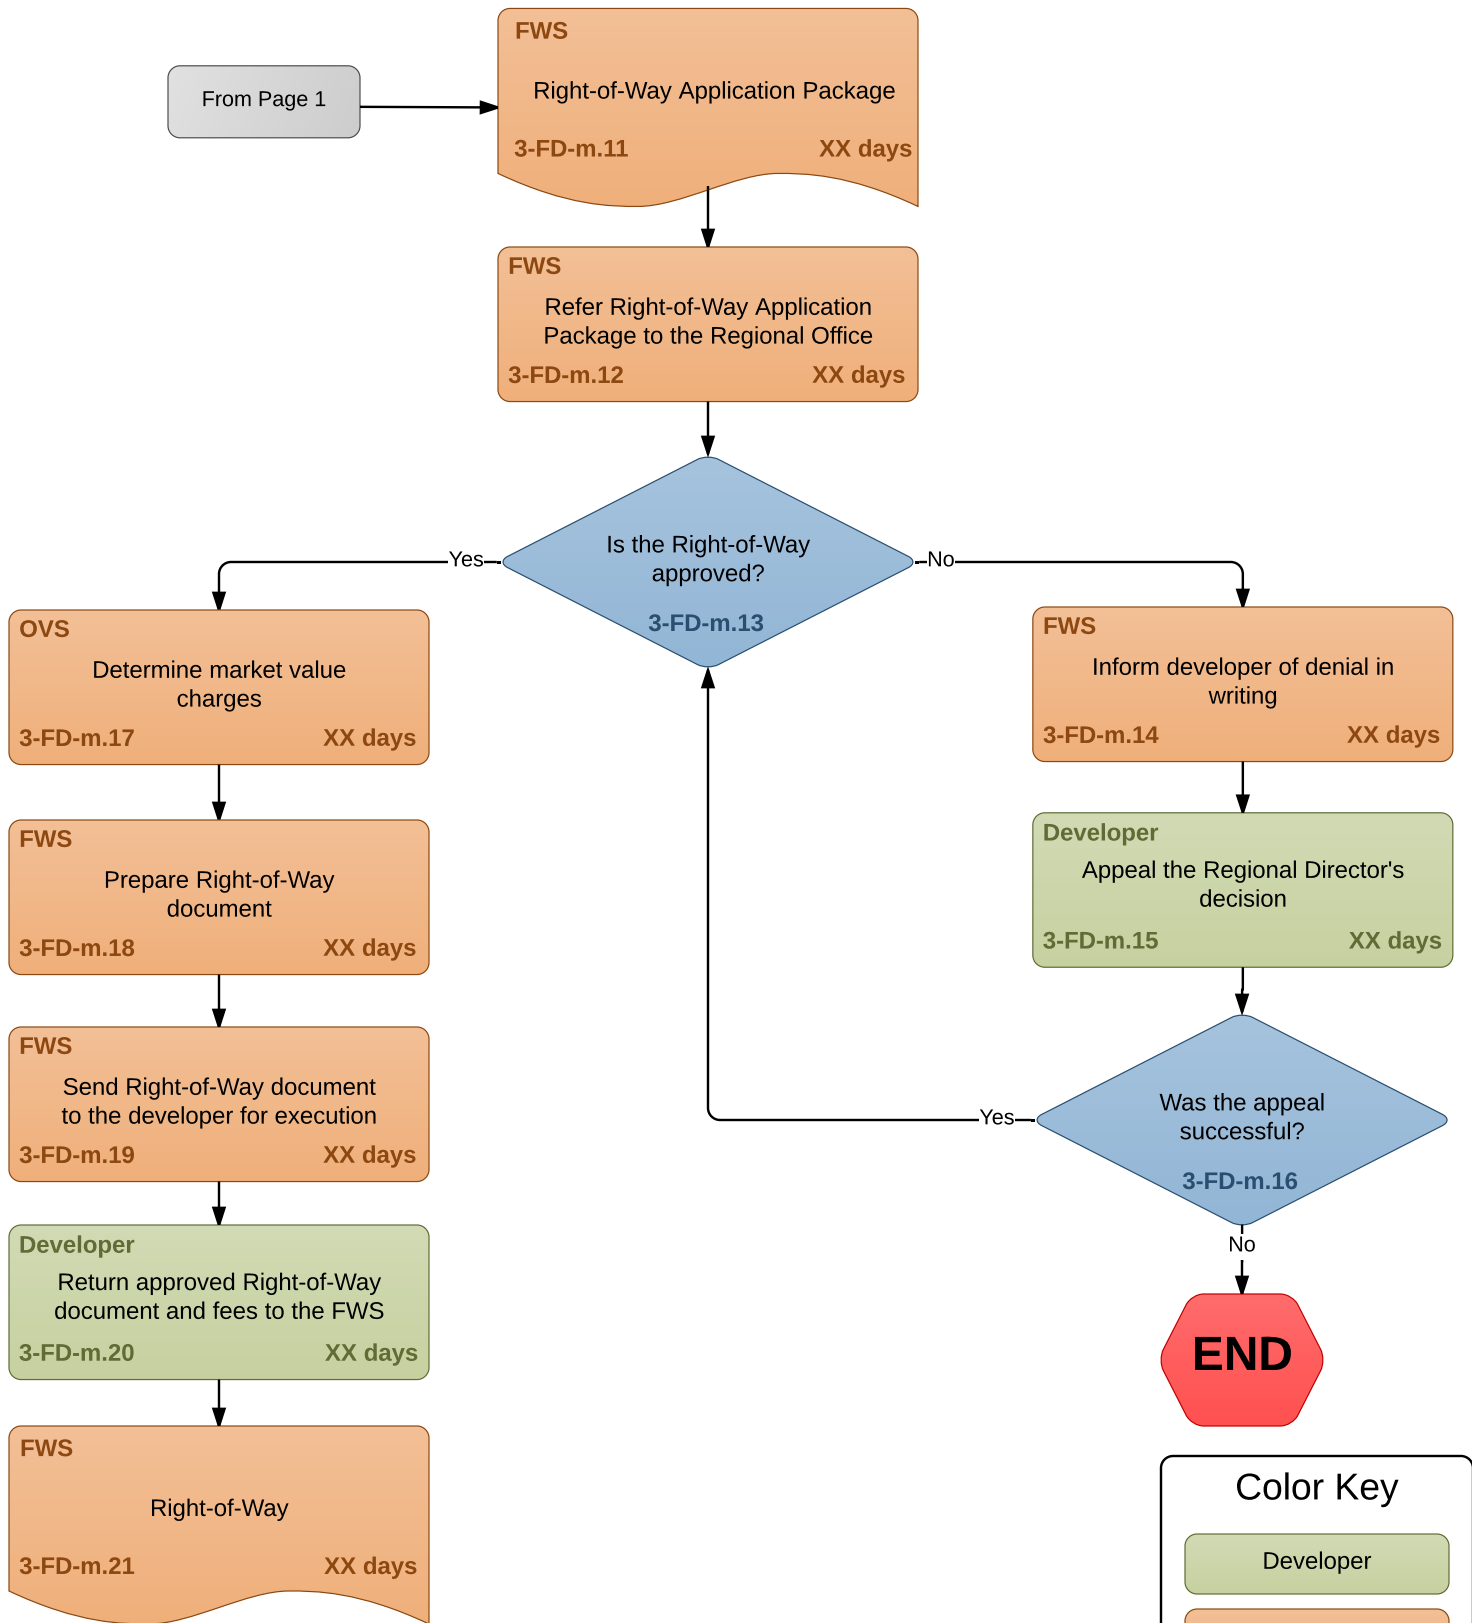 From Page 1
FWS
Right-of-Way Application Package
3-FD-m.11 XX days
FWS
Refer Right-of-Way Application
Package to the Regional Office
3-FD-m.12 XX days
Is the Right-of-Way
approved?
3-FD-m.13
Yes
No
OVS
Determine market value
charges
3-FD-m.17 XX days
FWS
Prepare Right-of-Way
document
3-FD-m.18 XX days
FWS
Send Right-of-Way document
to the developer for execution
3-FD-m.19 XX days
Developer
Return approved Right-of-Way
document and fees to the FWS
3-FD-m.20 XX days
FWS
Right-of-Way
3-FD-m.21 XX days
FWS
Inform developer of denial in
writing
3-FD-m.14 XX days
Developer
Appeal the Regional Director's
decision
3-FD-m.15 XX days
Was the appeal
successful?
3-FD-m.16
Yes
No
END
Color Key
Developer